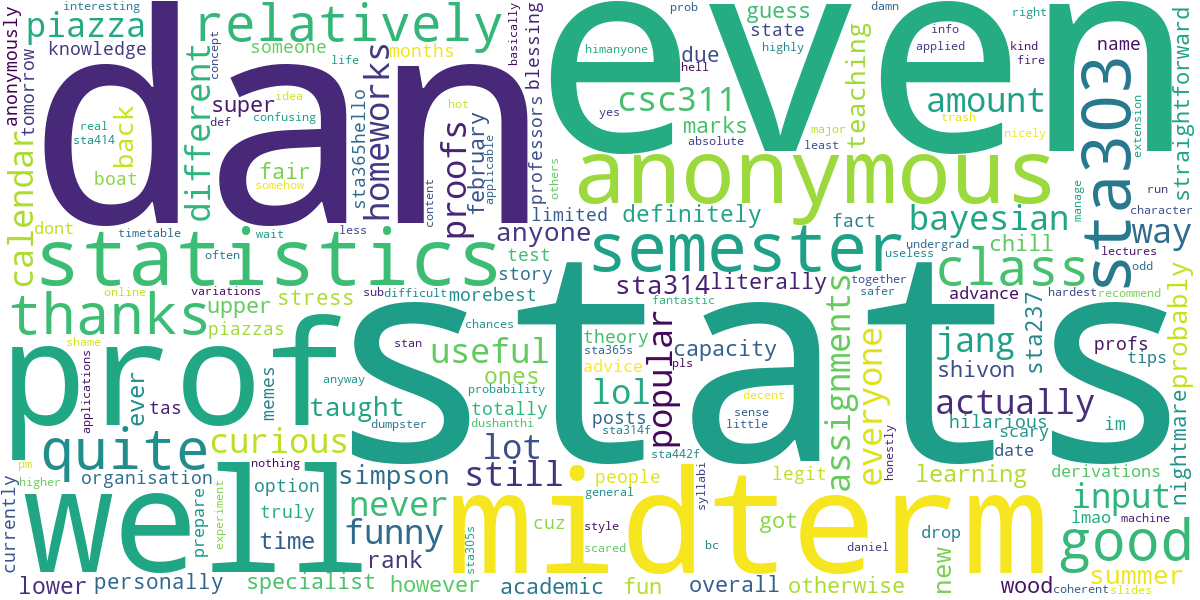 dan
even
stats
prof
well
midterm
statistics
anonymous
semester
sta303
relatively
piazza
knowledge
interesting
someone
months
life
different
concept
super
def
idea
confusing
real
sta414
back
boat
fair
somehow
calendar
tomorrow
anonymously
dont
timetable
often
wait
less
sta365hello
homeworks
content
proofs
hot
february
applicable
professors
basically
blessing
others
limited
anyone
test
story
morebest
himanyone
guess
state
highly
prob
due
hell
csc311
marks
absolute
yes
damn
teaching
major
least
info
applied
right
kind
fire
amount
trash
nicely
name
extension
straightforward
definitely
fact
bayesian
undergrad
useless
chill
class
manage
run
character
way
lectures
odd
thanks
online
variations
upper
stress
piazzas
sub
difficult
shame
applications
chances
stan
useful
ones
anyway
probability
theory
sta365s
advice
lol
posts
sta314f
sta314
literally
fantastic
popular
pls
capacity
decent
sense
little
sta442f
together
safer
advance
hardest
recommend
assignments
everyone
jang
shivon
sta237
profs
tips
actually
hilarious
scary
date
im
nightmare
probably
quite
curious
ever
tas
memes
taught
dumpster
totally
dushanthi
lot
still
people
general
syllabi
legit
honestly
learning
derivations
input
lmao
machine
good
pm
higher
organisation
nothing
option
truly
time
simpson
never
funny
rank
currently
prepare
experiment
sta305s
cuz
style
scared
bc
got
daniel
drop
new
summer
lower
personally
specialist
however
academic
fun
overall
otherwise
wood
coherent
slides